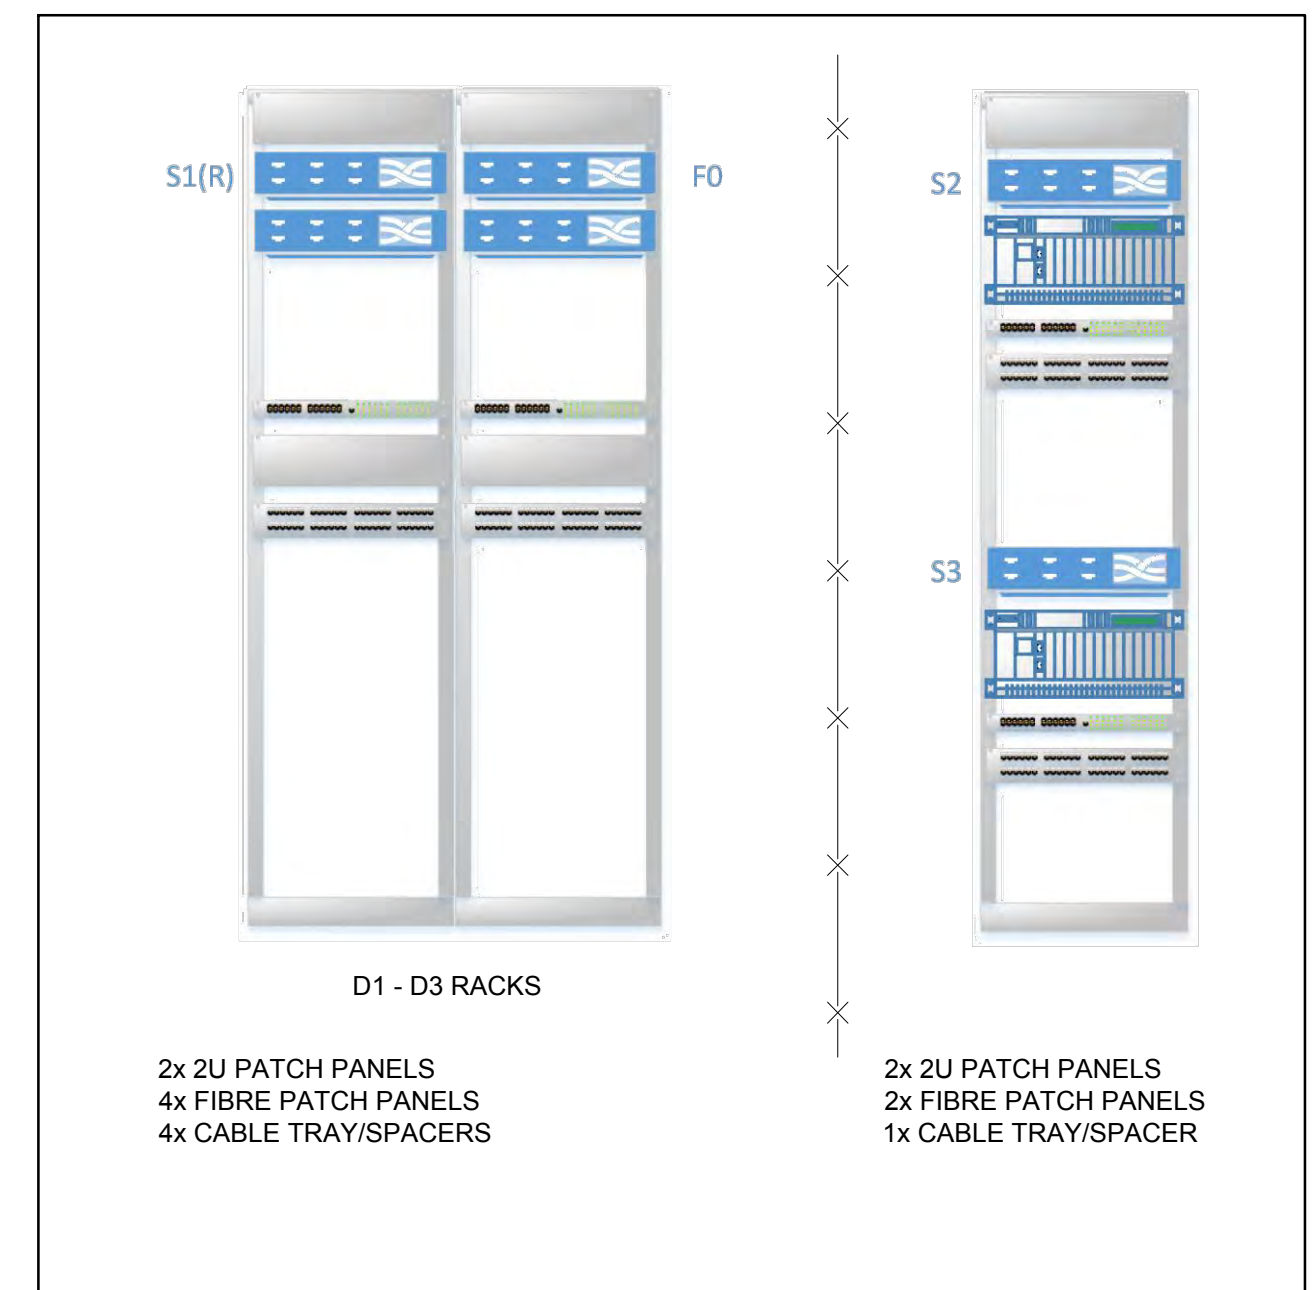 S1(R)
F0
S2
S3
D1 - D3 RACKS
2x 2U PATCH PANELS
4x FIBRE PATCH PANELS
4x CABLE TRAY/SPACERS
2x 2U PATCH PANELS
2x FIBRE PATCH PANELS
1x CABLE TRAY/SPACER